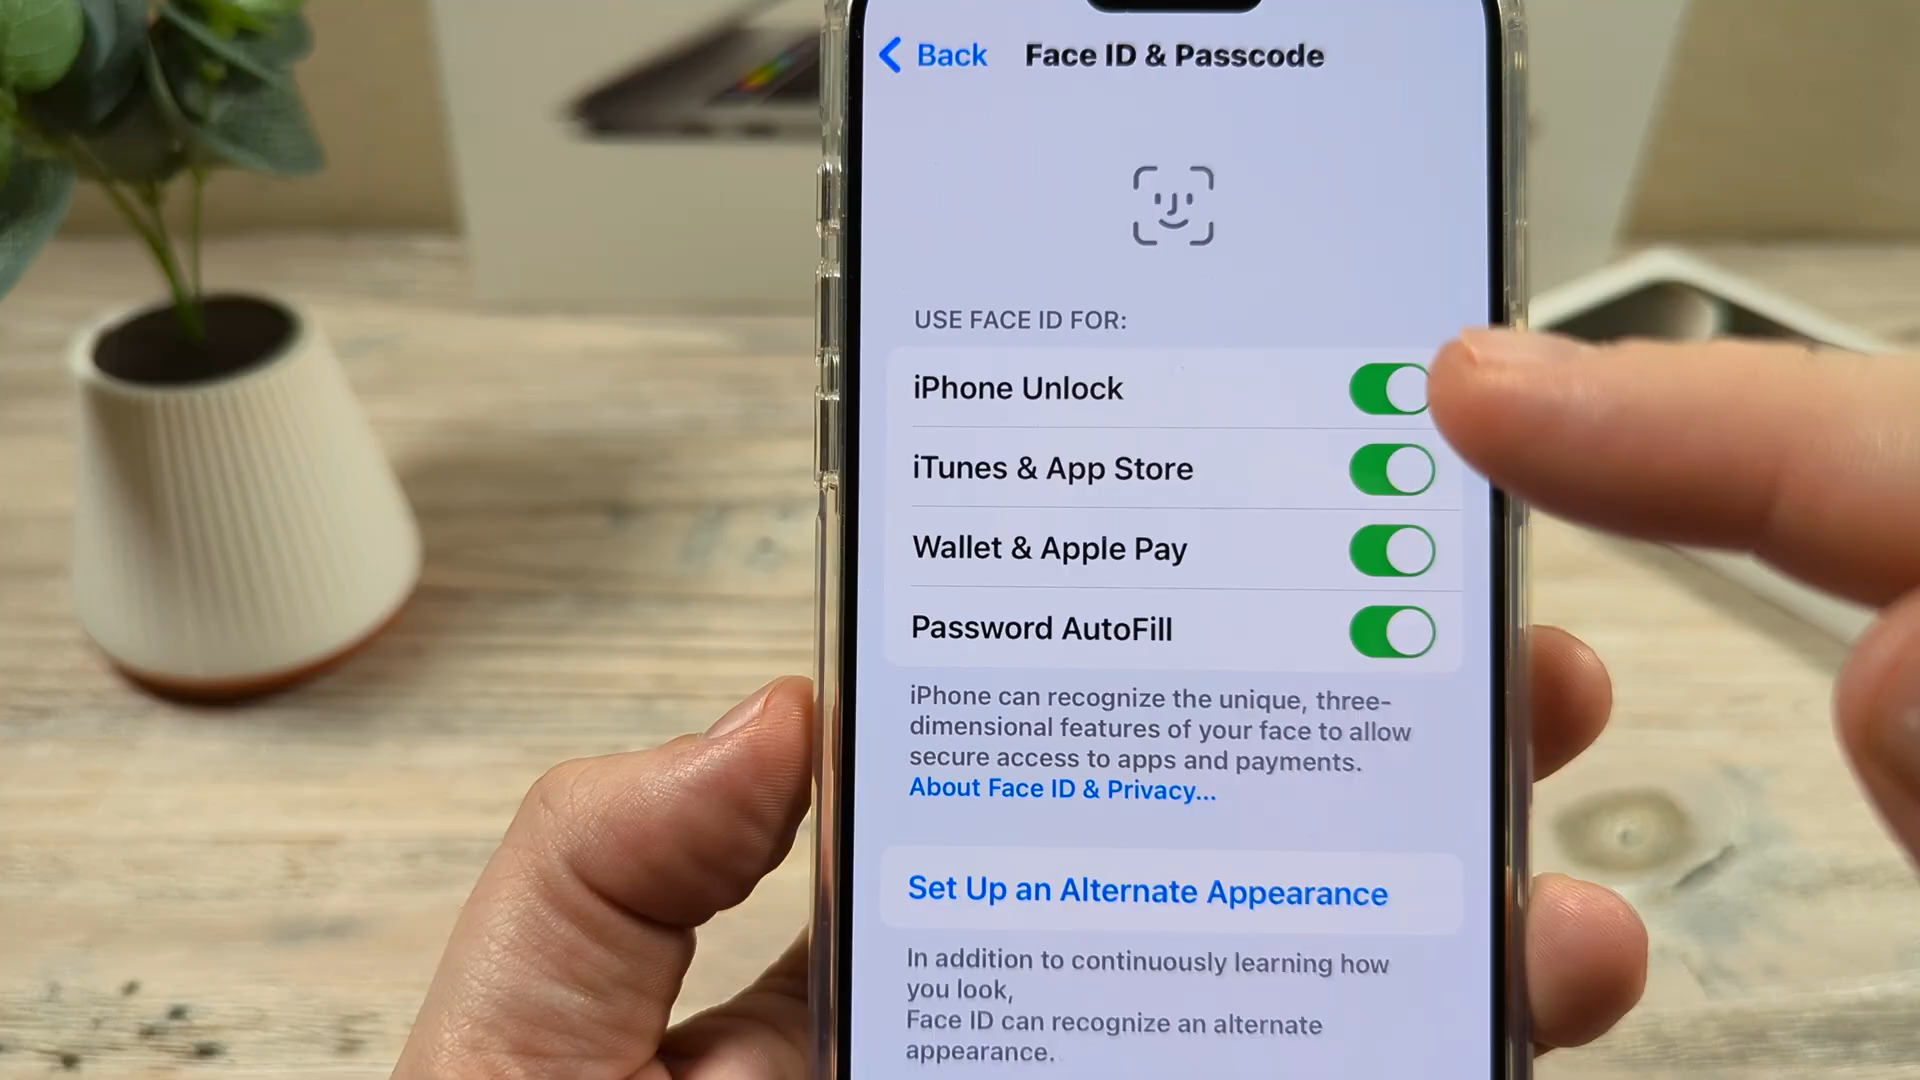 Back
Face ID & Passcode
USE FACE ID FOR:
iPhone Unlock
iTunes & App Store
Wallet & Apple Pay
Password AutoFill
iPhone can recognize the unique, three-
dimensional features of your face to allow
secure access to apps and payments.
About Face ID & Privacy...
Set Up an Alternate Appearance
In addition to continuously learning how
you look,
Face ID can recognize an alternate
appearance.